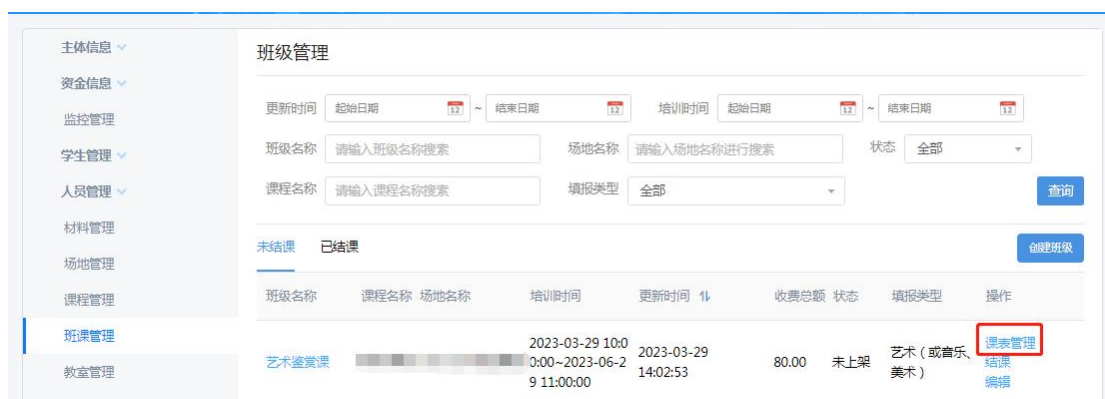 主体信息
资金信息
监控管理
学生管理
人员管理
材料管理
场地管理
课程管理
班课管理
教室管理
班级管理
更新时间 起始日期 12 ~ 结束日期 12 培训时间 起始日期 12 ~ 结束日期 12
班级名称 请输入班级名称搜索 场地名称 请输入场地名称进行搜索 状态 全部
课程名称 请输入课程名称搜索 填报类型 全部 查询
未结课 已结课 创建班级
班级名称 课程名称 场地名称 培训时间 更新时间 收费总额 状态 填报类型 操作
艺术鉴赏课 2023-03-29 10:00:00~2023-06-29 11:00:00 2023-03-29 14:02:53 80.00 未上架 艺术（或音乐、美术） 课表管理
结课
编辑